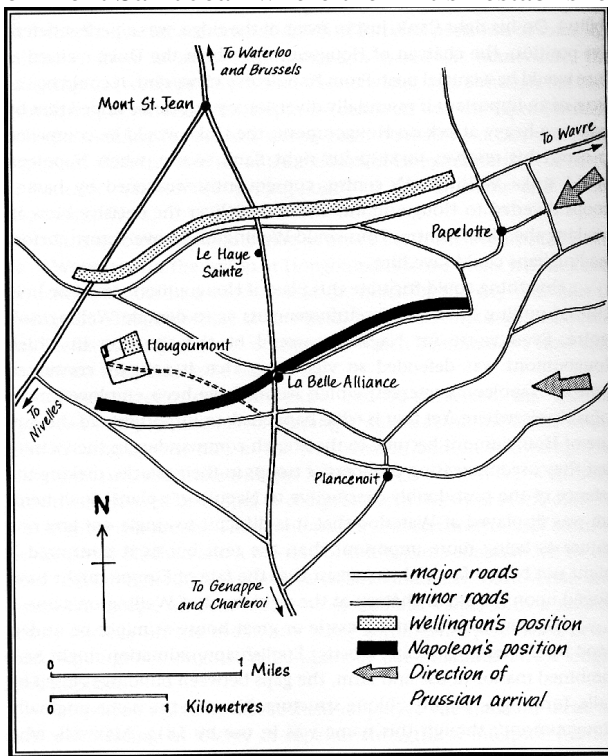 To Waterloo
and Brussels
Mont St. Jean
To Wavre
Papelotte
Le Haye
Sainte
Hougoumont
La Belle-Alliance
To
Nivelles
Plancenoit
N
To Genappe
and Charleroi
major roads
minor roads
Wellington's position
Napoleon's position
Direction of
Prussian arrival
0 1 Miles
Kilometres
0 1